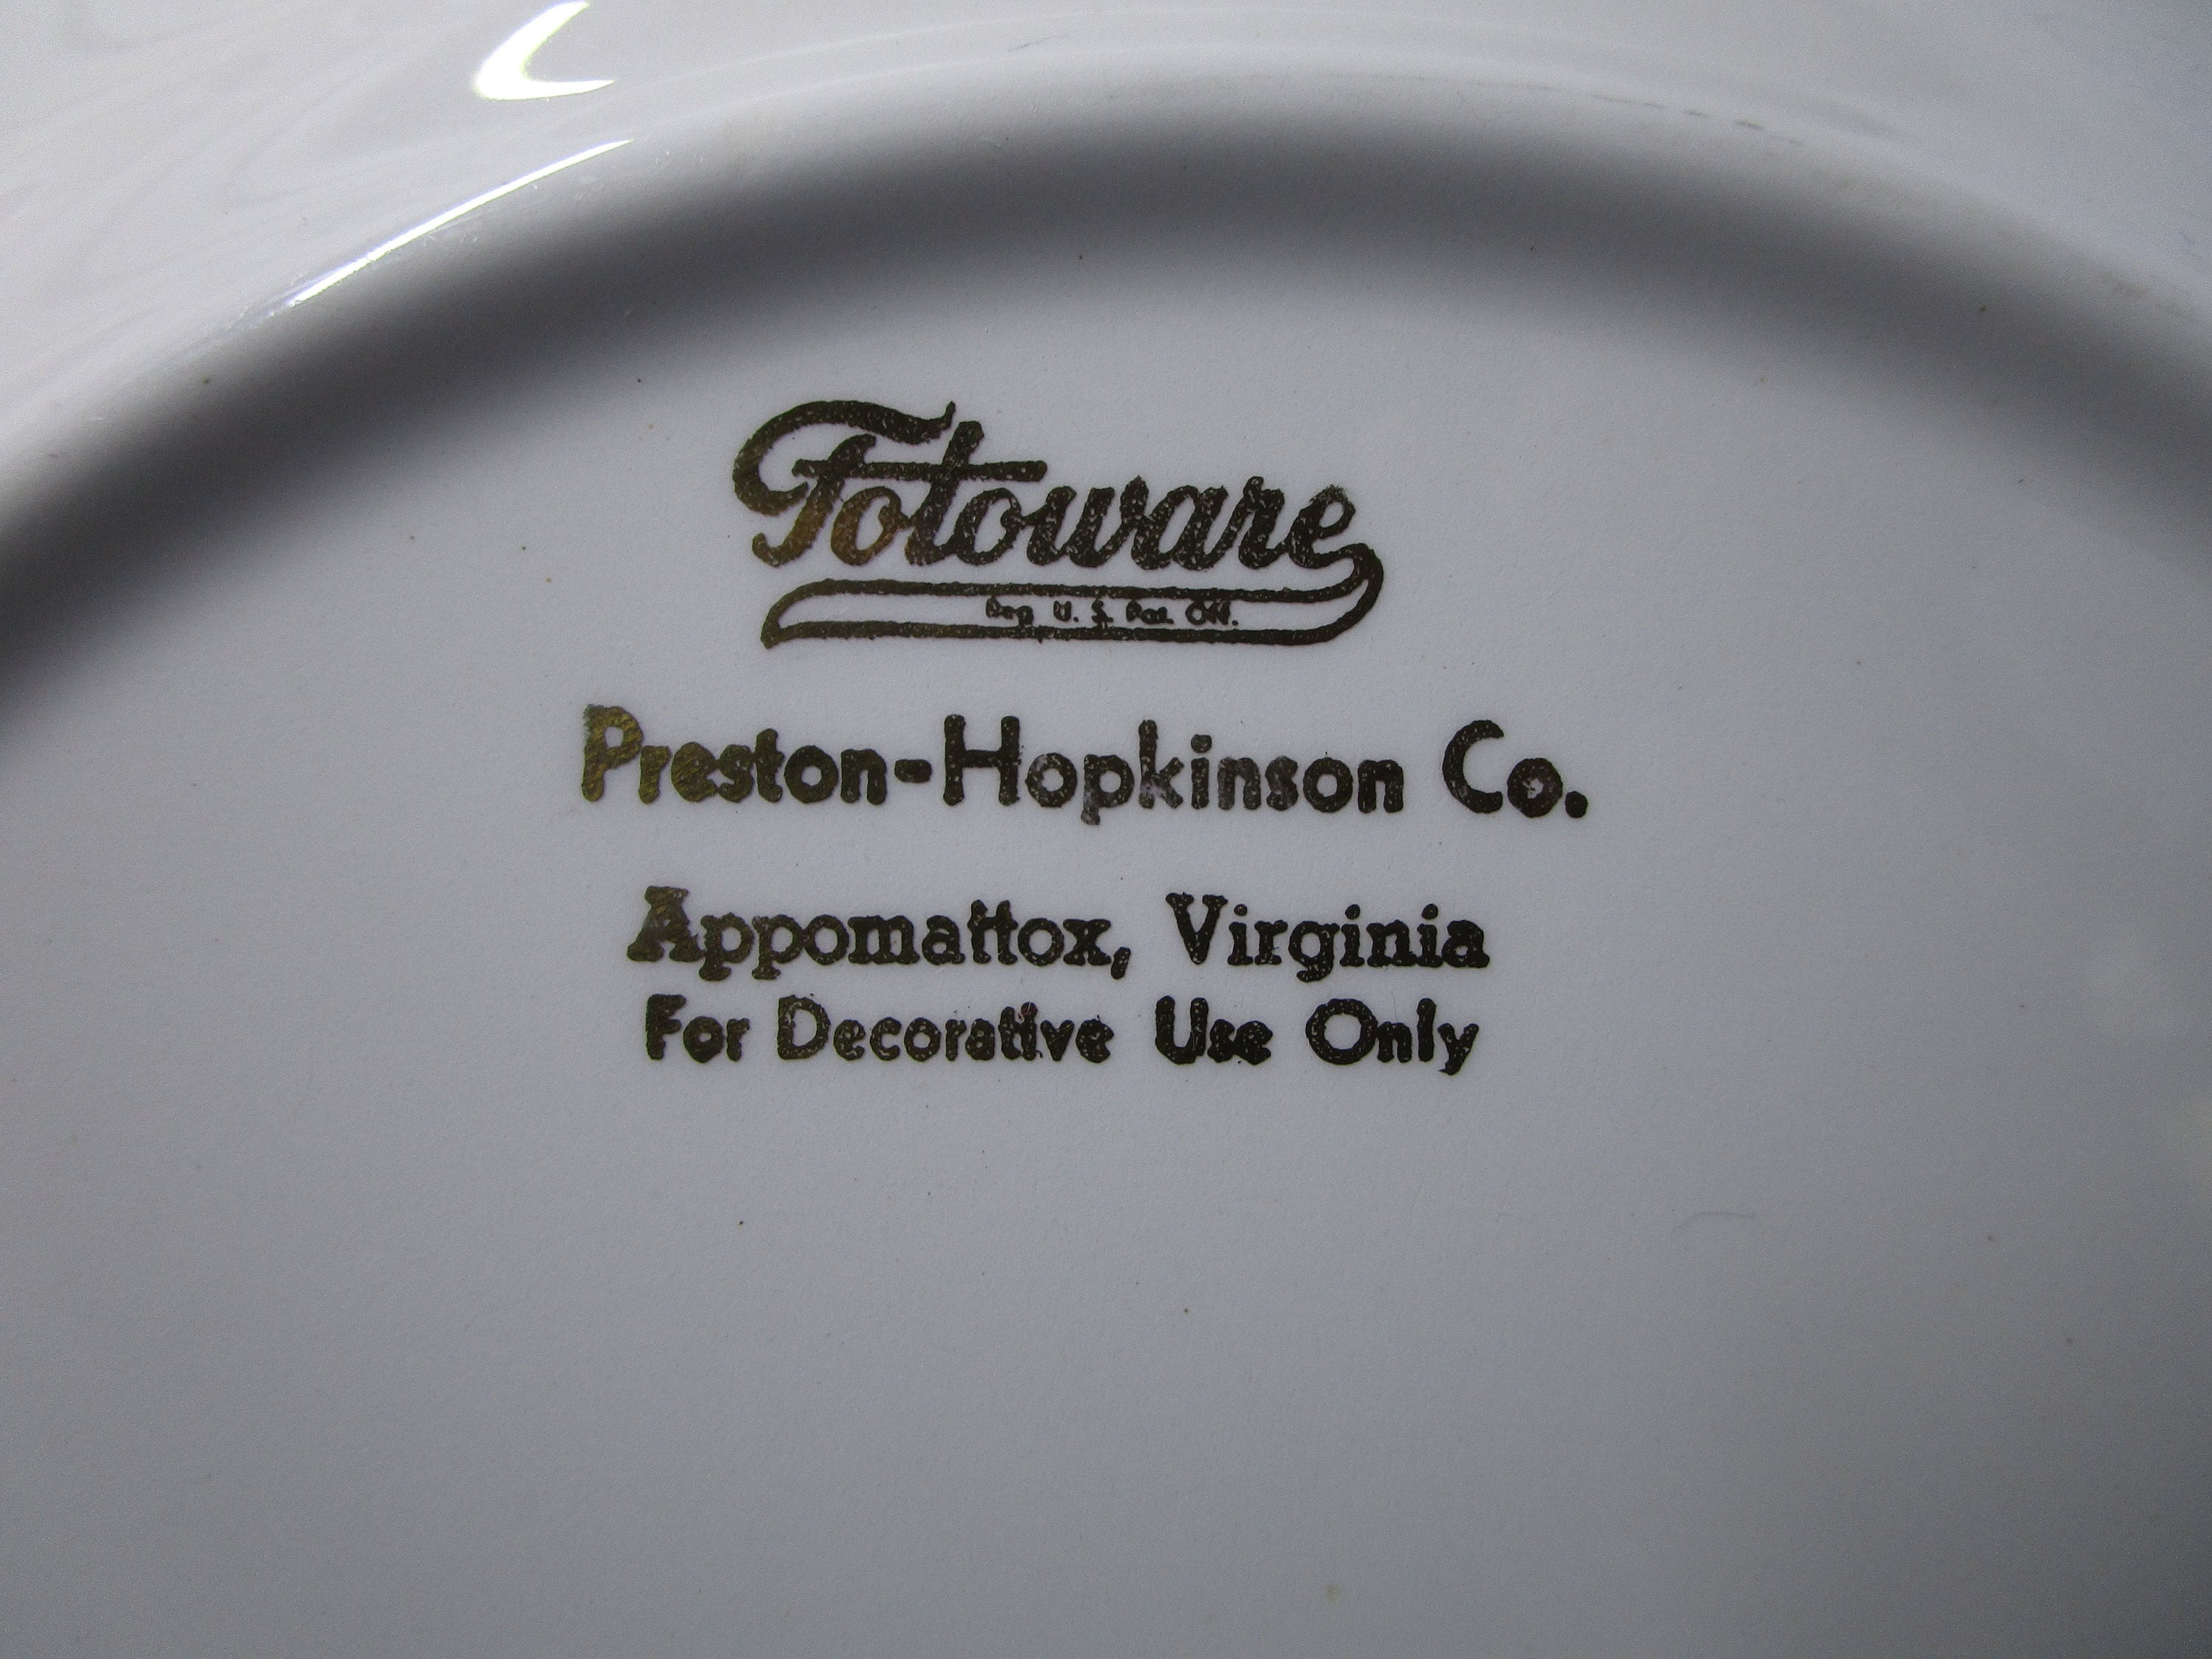 Fotoware
Reg. U. S. Pat. Off.
Preston-Hopkinson Co.
Appomattox, Virginia
For Decorative Use Only